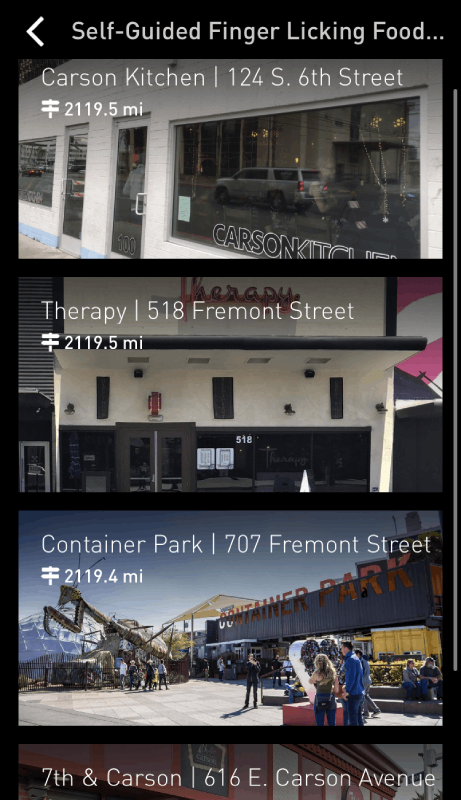 Self-Guided Finger Licking Food...
Carson Kitchen | 124 S. 6th Street
2119.5 mi
100
CARSONKITCHEN
Therapy.
Therapy | 518 Fremont Street
2119.5 mi
518
Therapy
Container Park | 707 Fremont Street
2119.4 mi
CONTAINER PARK
7th & Carson | 616 E. Carson Avenue